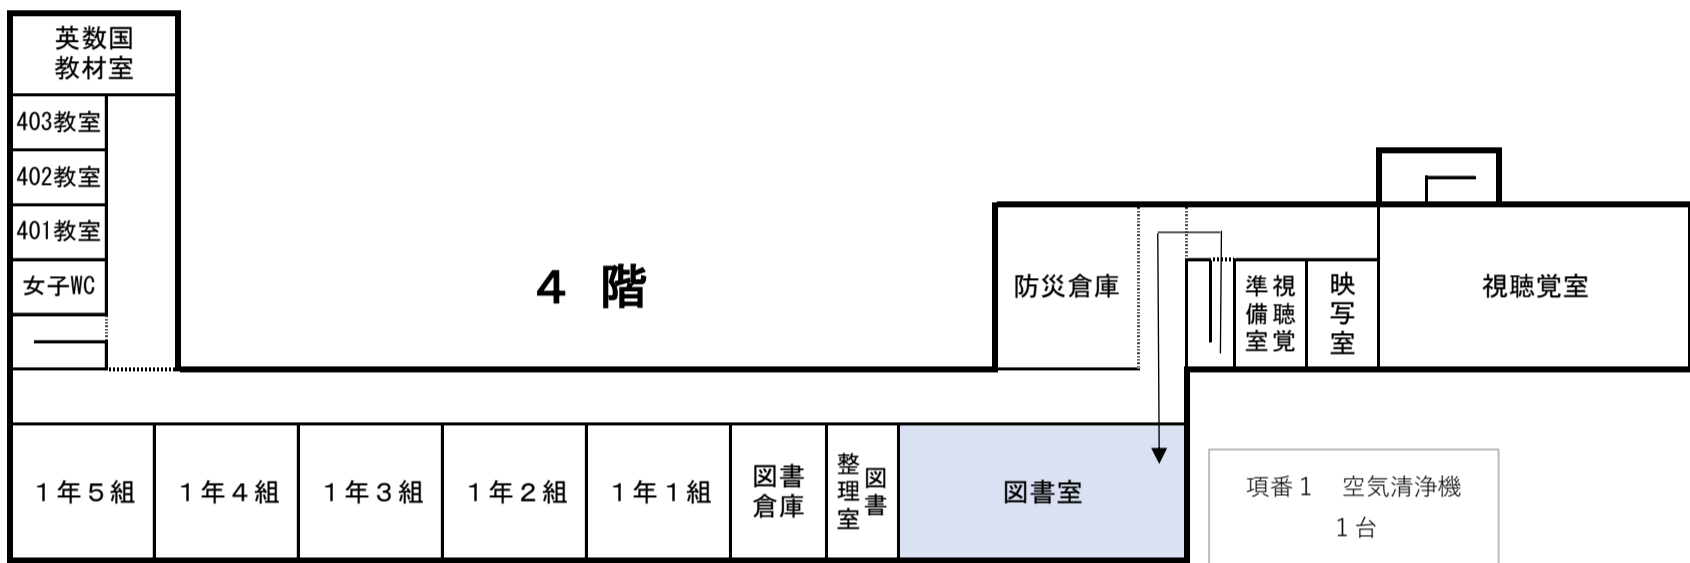 英数国
教材室
403教室
402教室
401教室
女子WC
４ 階
防災倉庫
視聴覚
準備室
映写室
視聴覚室
１年５組
１年４組
１年３組
１年２組
１年１組
図書
倉庫
図書
整理室
図書室
項番１　空気清浄機
１台